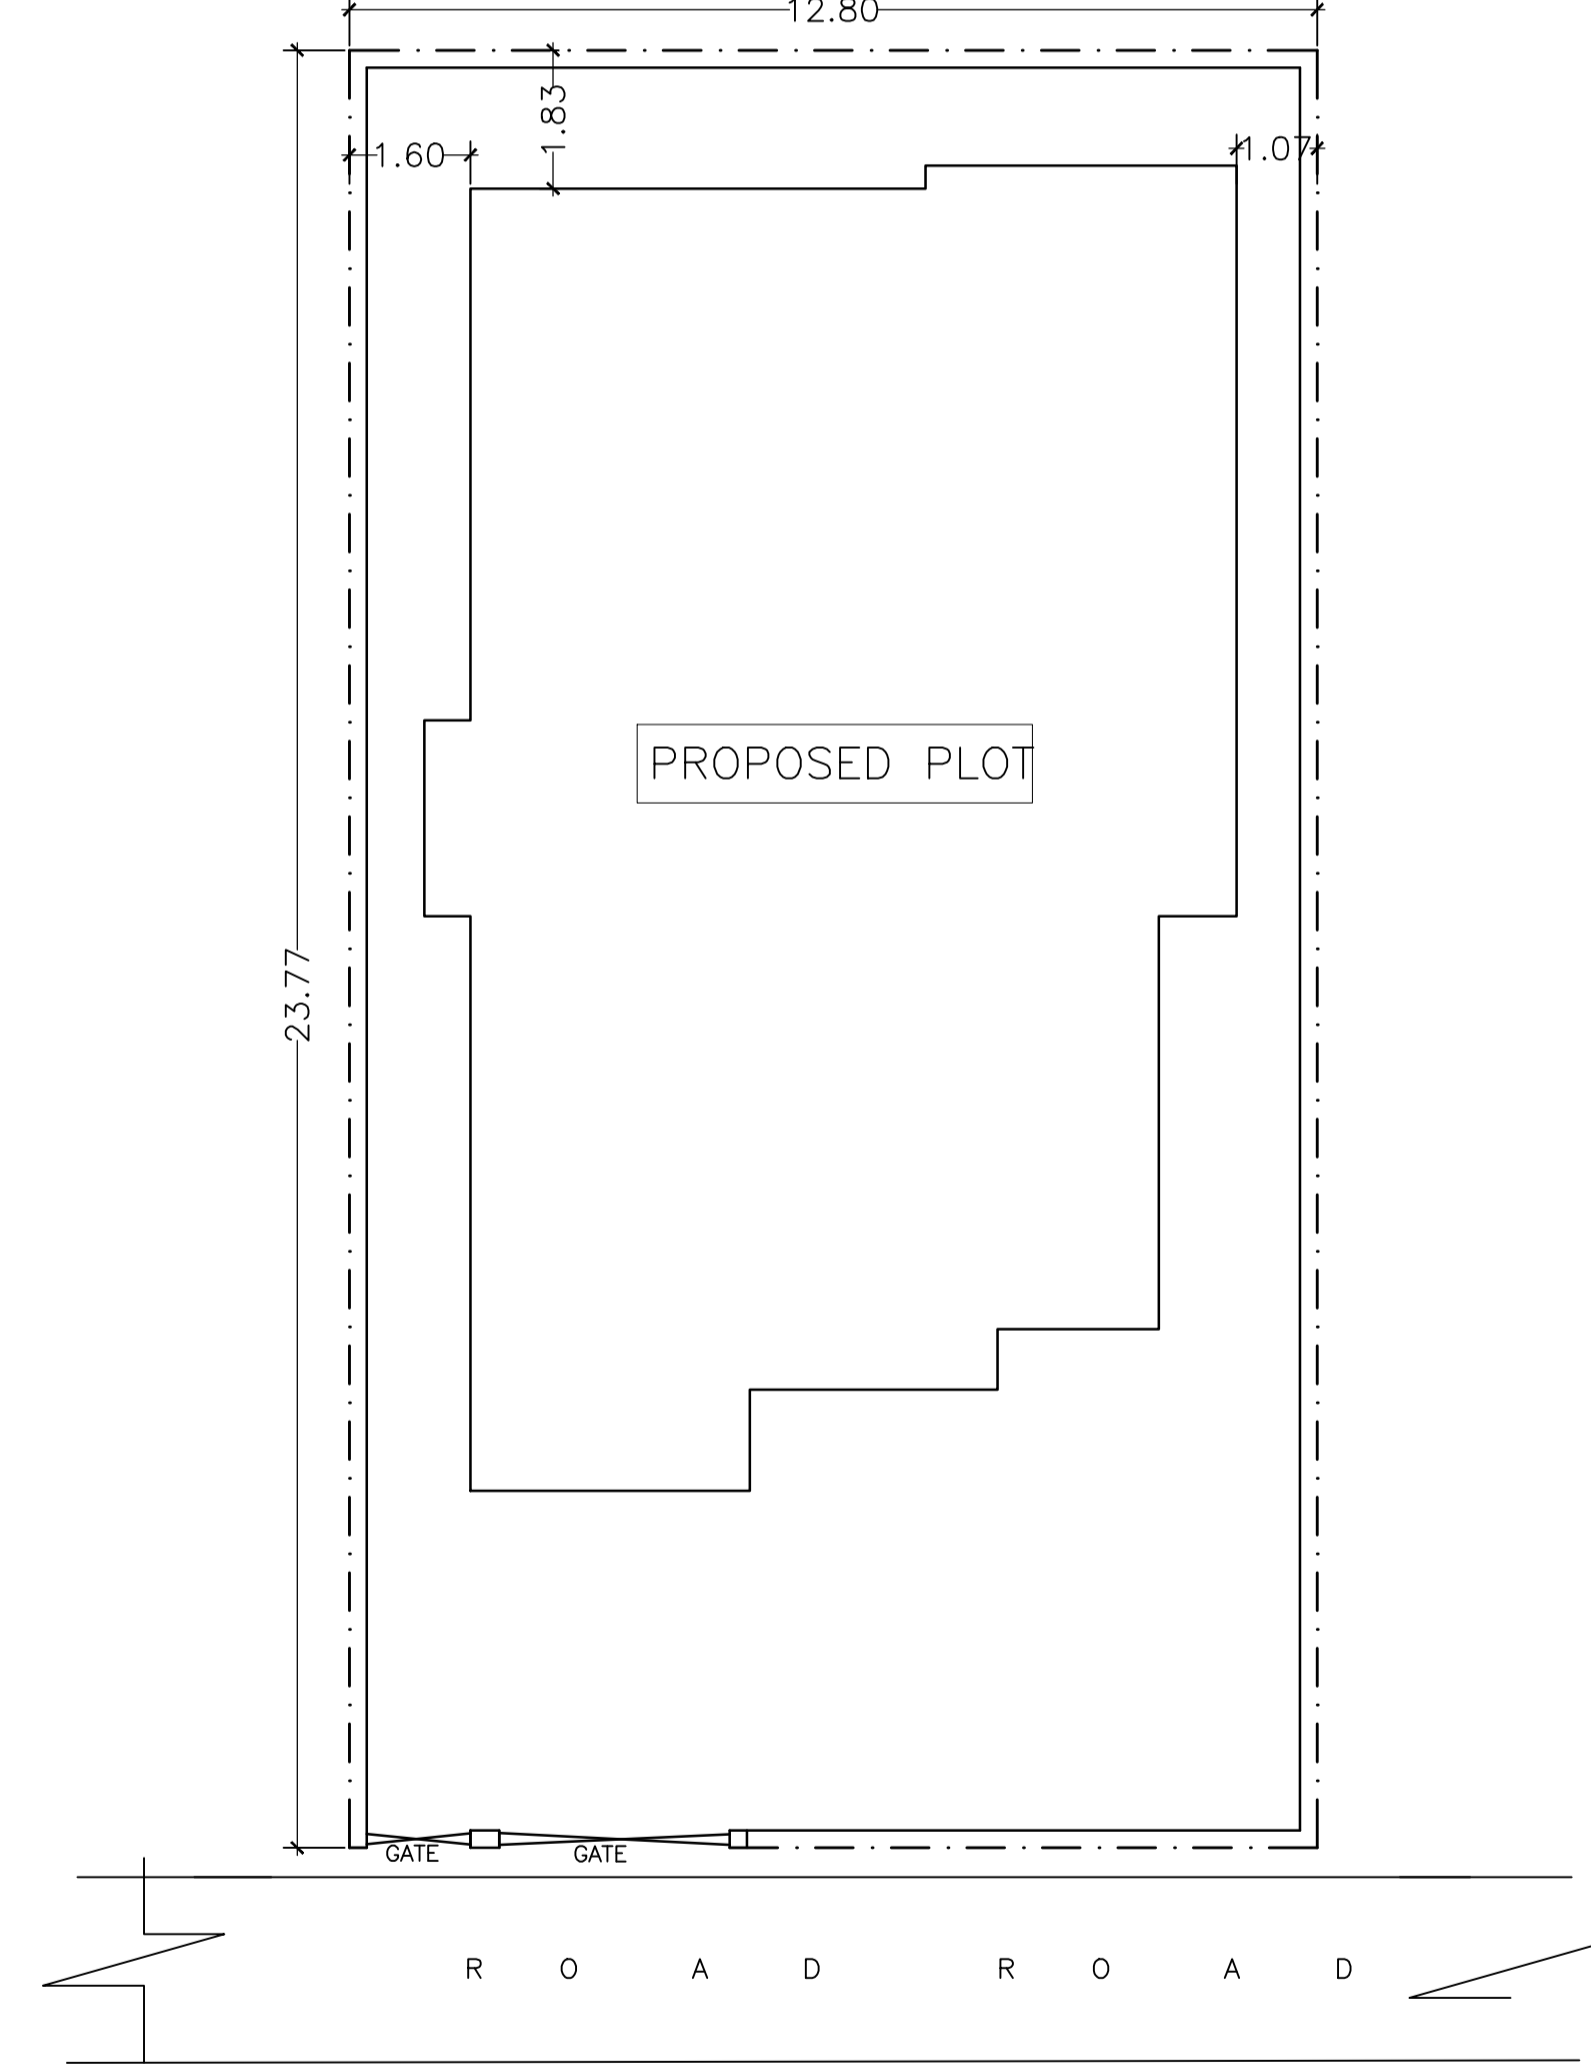 12.80
1.83
1.60
1.07
PROPOSED PLOT
23.77
GATE
GATE
R O A D R O A D